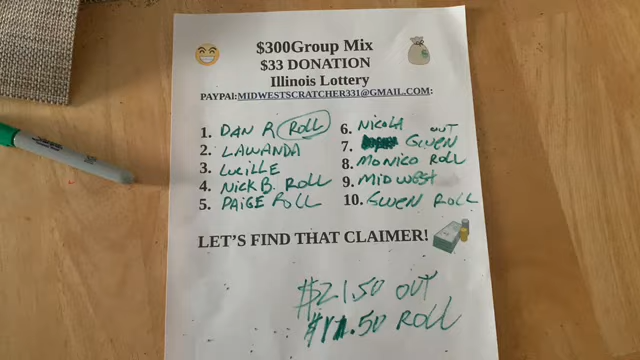 $300Group Mix
$33 DONATION
Illinois Lottery
PAYPAL:MIDWESTSCRATCHER331@GMAIL.COM:
1. DAN R ROLL
2. LAWANDA
3. LUCILLE
4. NICK B. ROLL
5. PAIGE ROLL
6. NICOLA
7. GWEN OUT
8. MONICO ROLL
9. MIDWEST
10. GWEN ROLL
LET'S FIND THAT CLAIMER!
$21.50 OUT
$11.50 ROLL